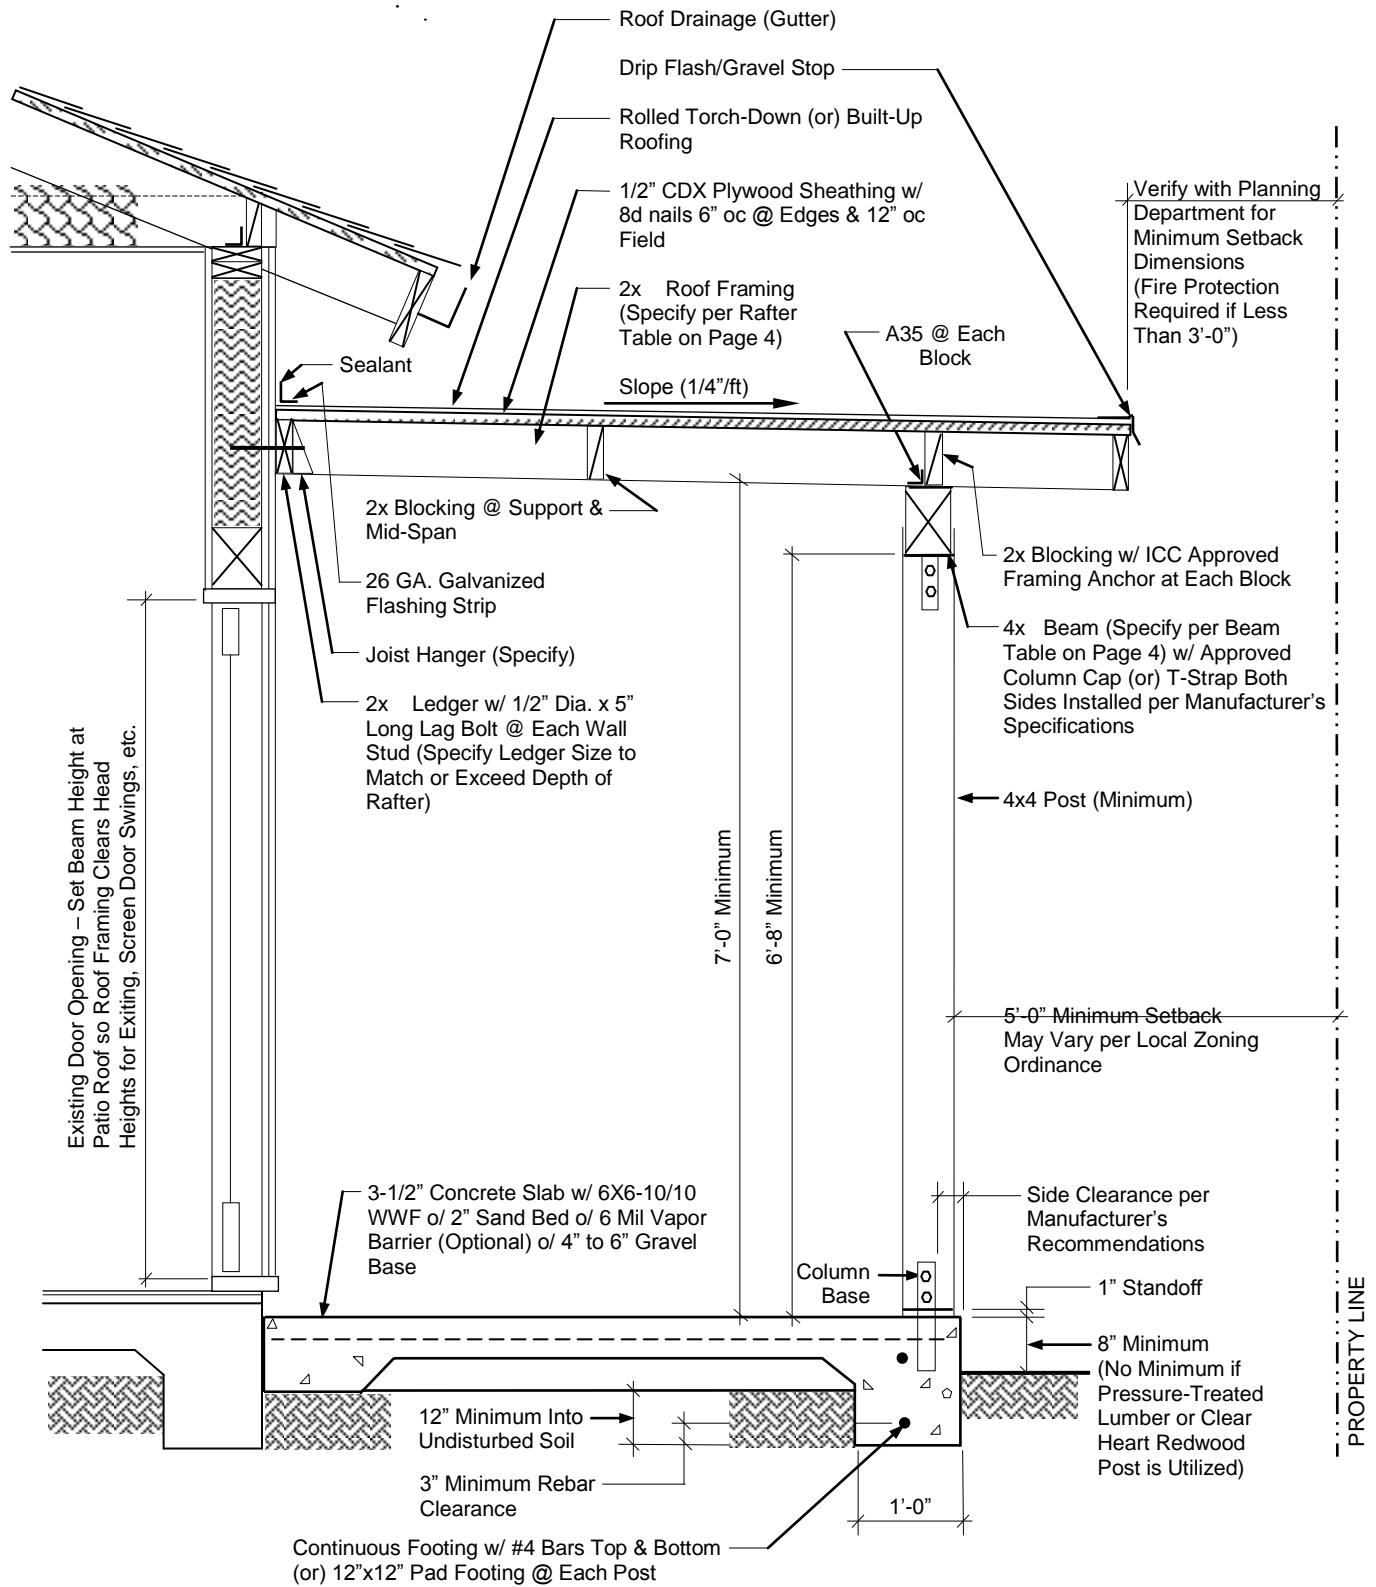 Roof Drainage (Gutter)
Drip Flash/Gravel Stop
Rolled Torch-Down (or) Built-Up
Roofing
1/2” CDX Plywood Sheathing w/
8d nails 6” oc @ Edges & 12” oc
Field
2x Roof Framing
(Specify per Rafter
Table on Page 4)
Verify with Planning
Department for
Minimum Setback
Dimensions
(Fire Protection
Required if Less
Than 3’-0”)
A35 @ Each
Block
Sealant
Slope (1/4”/ft)
2x Blocking @ Support &
Mid-Span
26 GA. Galvanized
Flashing Strip
Joist Hanger (Specify)
2x Ledger w/ 1/2” Dia. x 5”
Long Lag Bolt @ Each Wall
Stud (Specify Ledger Size to
Match or Exceed Depth of
Rafter)
2x Blocking w/ ICC Approved
Framing Anchor at Each Block
4x Beam (Specify per Beam
Table on Page 4) w/ Approved
Column Cap (or) T-Strap Both
Sides Installed per Manufacturer’s
Specifications
4x4 Post (Minimum)
Existing Door Opening – Set Beam Height at
Patio Roof so Roof Framing Clears Head
Heights for Exiting, Screen Door Swings, etc.
7’-0” Minimum
6’-8” Minimum
5’-0” Minimum Setback
May Vary per Local Zoning
Ordinance
3-1/2” Concrete Slab w/ 6X6-10/10
WWF o/ 2” Sand Bed o/ 6 Mil Vapor
Barrier (Optional) o/ 4” to 6” Gravel
Base
Side Clearance per
Manufacturer’s
Recommendations
Column
Base
1” Standoff
8” Minimum
(No Minimum if
Pressure-Treated
Lumber or Clear
Heart Redwood
Post is Utilized)
PROPERTY LINE
12” Minimum Into
Undisturbed Soil
3” Minimum Rebar
Clearance
1’-0”
Continuous Footing w/ #4 Bars Top & Bottom
(or) 12”x12” Pad Footing @ Each Post